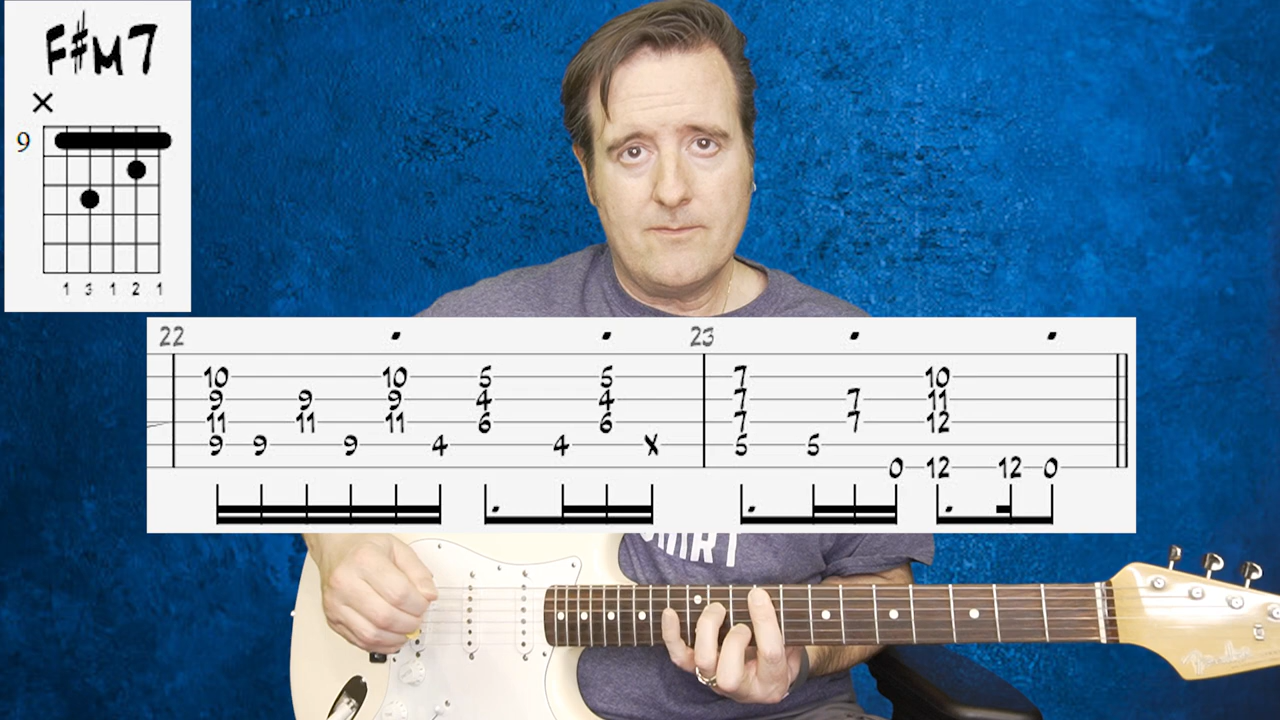 F#M7
×
9
1 3 1 2 1
22 23
10 10 5 5 7 10
9 9 9 4 4 7 7 11
11 11 11 6 6 7 7 12
9 9 9 4 4 X 5 5
0 12 12 0
Fender